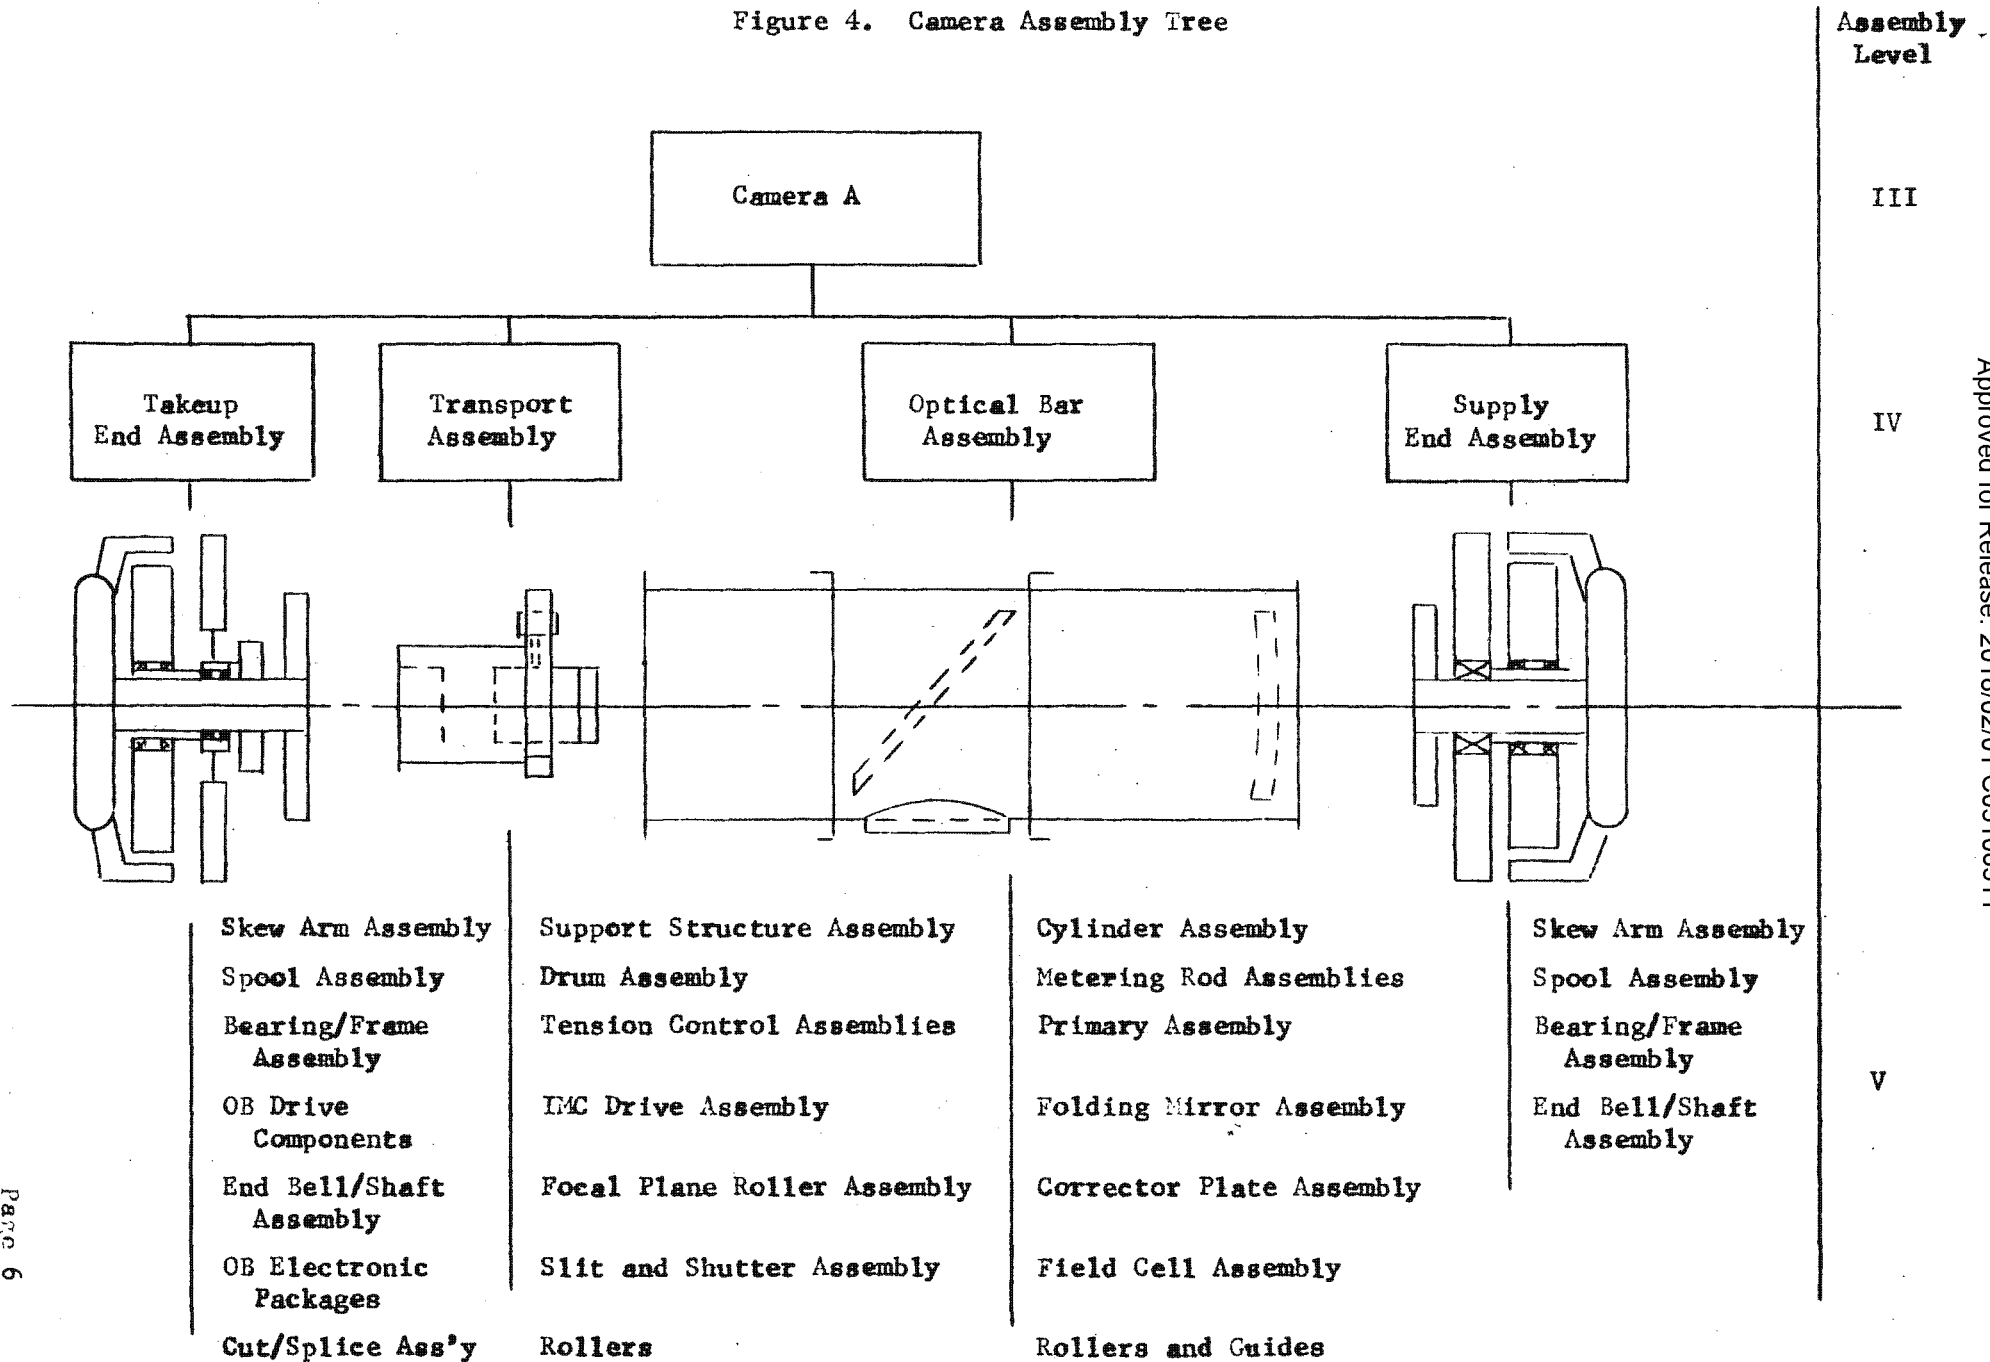 Figure 4. Camera Assembly Tree
Assembly
Level
Camera A
III
Takeup
End Assembly
Transport
Assembly
Optical Bar
Assembly
Supply
End Assembly
IV
Skew Arm Assembly
Spool Assembly
Bearing/Frame
Assembly
OB Drive
Components
End Bell/Shaft
Assembly
OB Electronic
Packages
Cut/Splice Ass'y
Support Structure Assembly
Drum Assembly
Tension Control Assemblies
IMC Drive Assembly
Focal Plane Roller Assembly
Slit and Shutter Assembly
Rollers
Cylinder Assembly
Metering Rod Assemblies
Primary Assembly
Folding Mirror Assembly
Corrector Plate Assembly
Field Cell Assembly
Rollers and Guides
Skew Arm Assembly
Spool Assembly
Bearing/Frame
Assembly
End Bell/Shaft
Assembly
V
Approved for Release:
Page 6